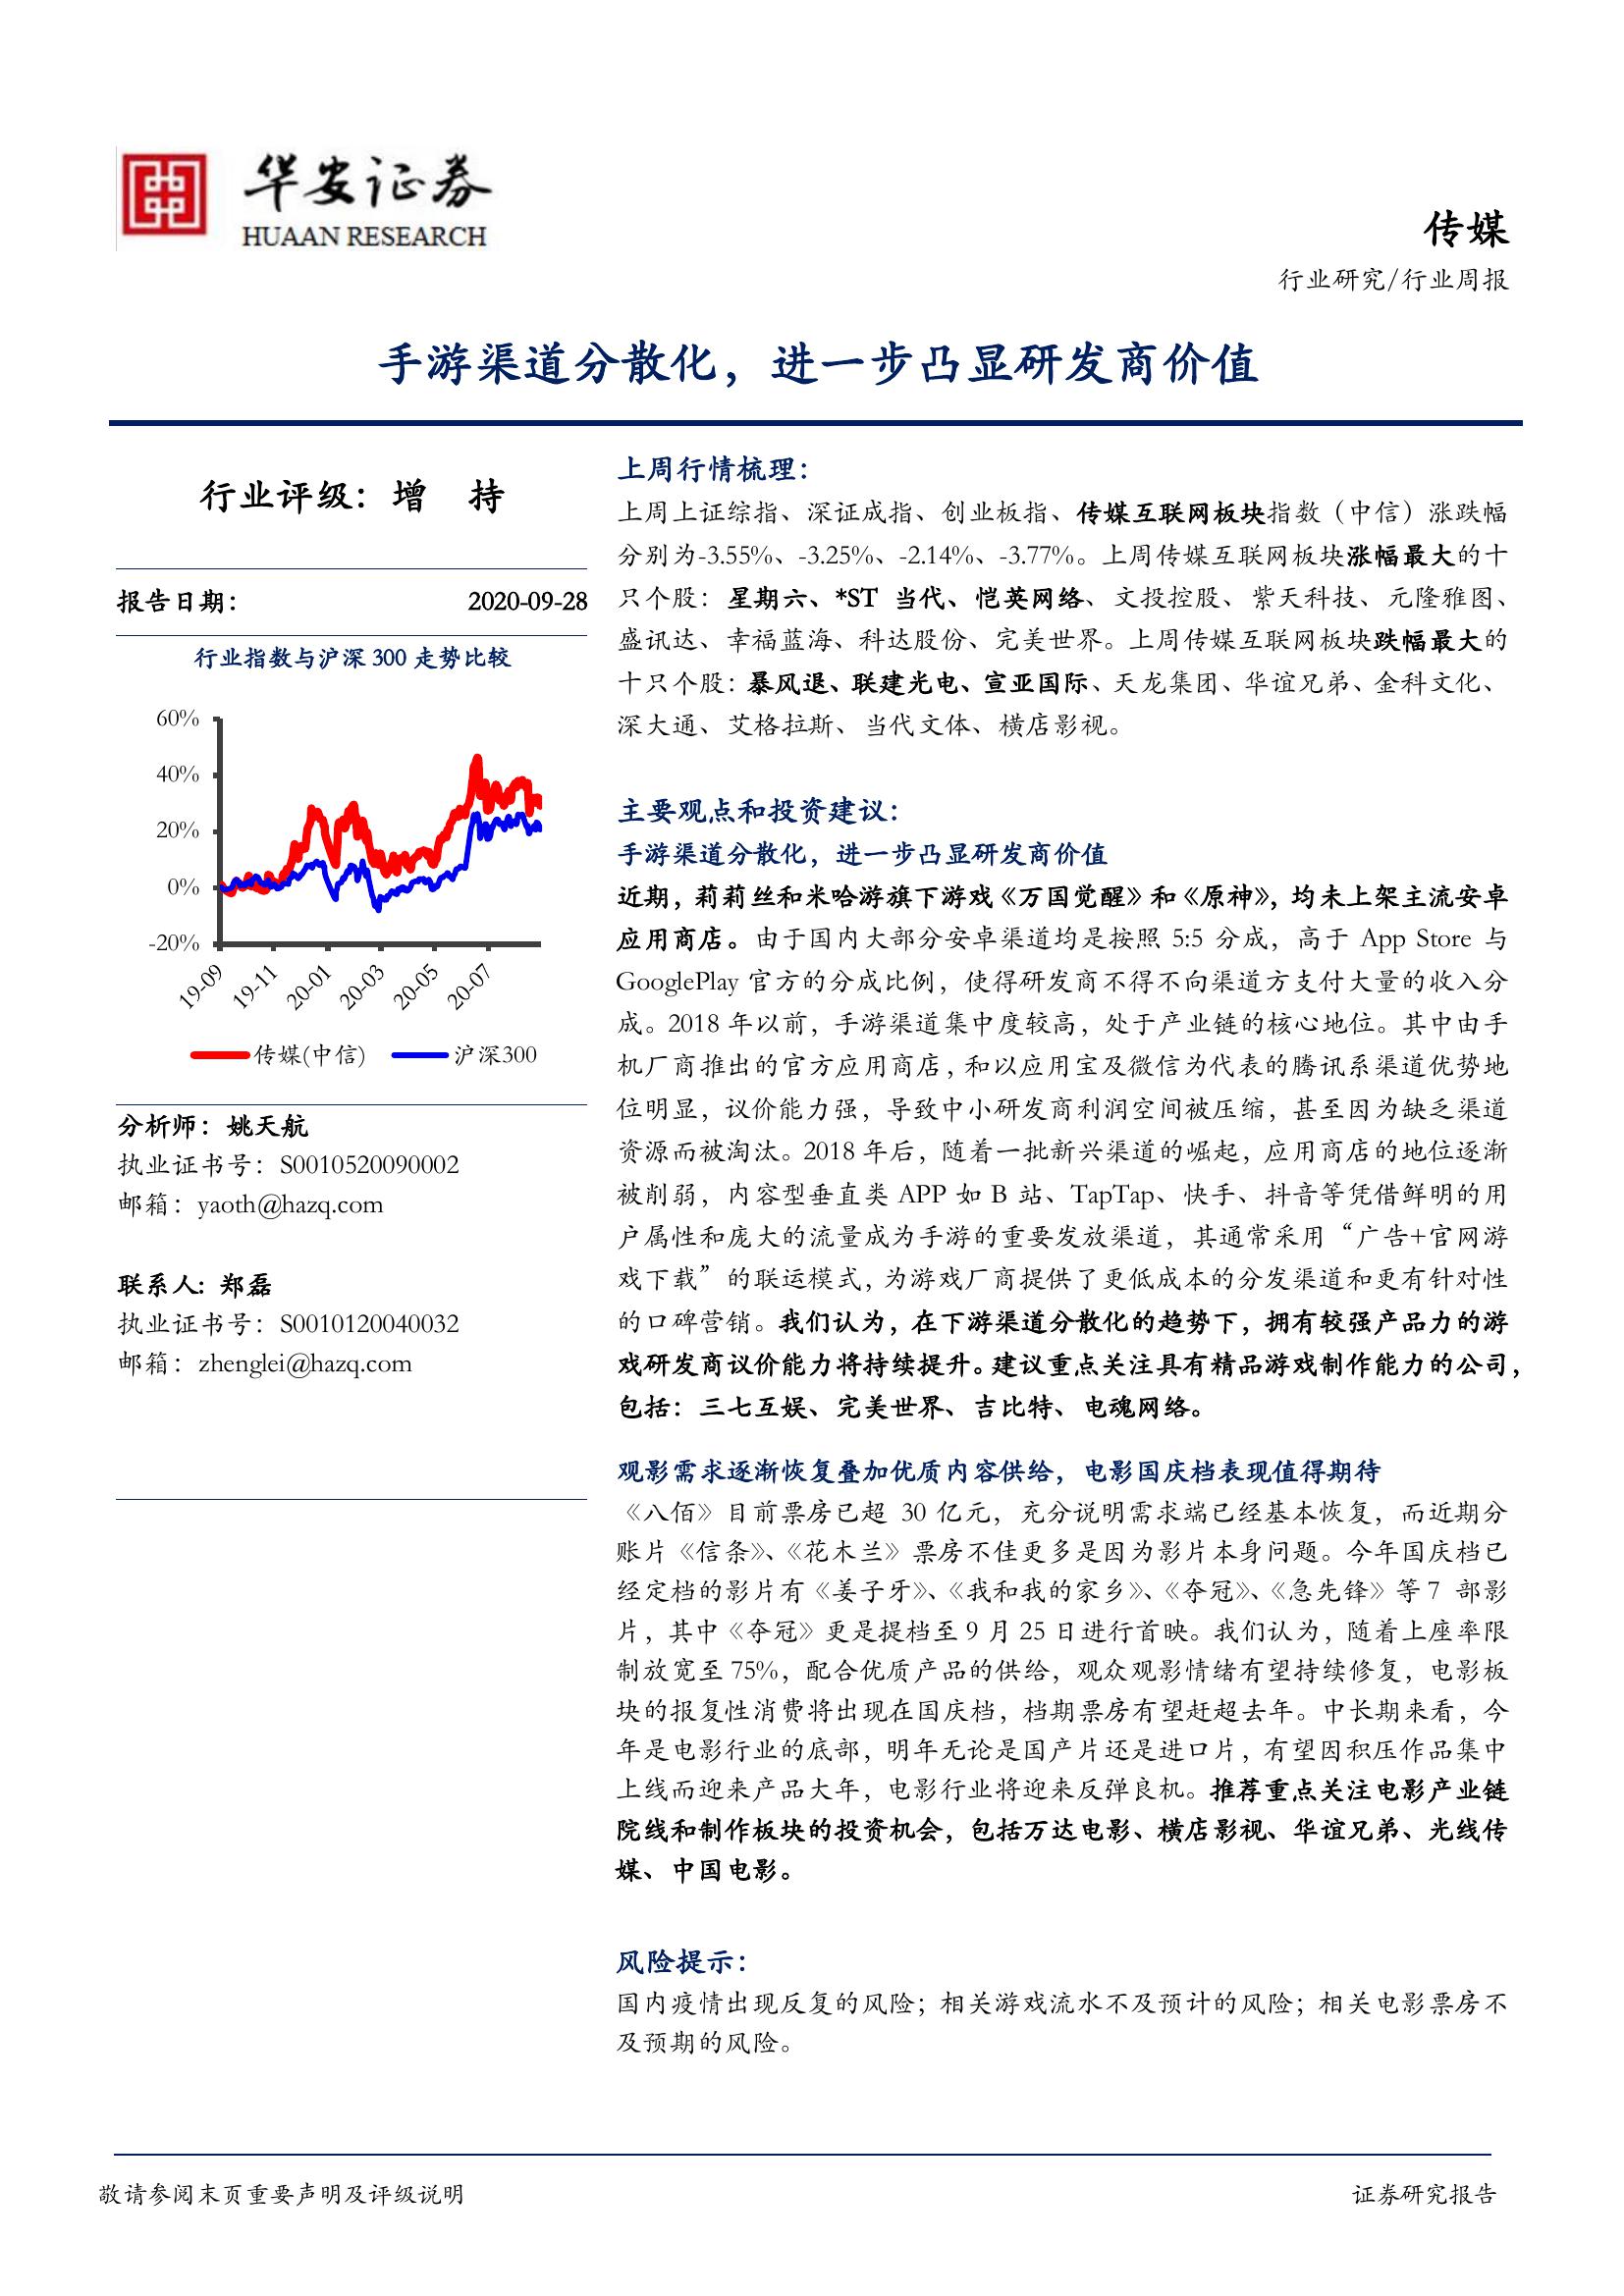 华安证券
HUAAN RESEARCH
传媒
行业研究/行业周报
手游渠道分散化，进一步凸显研发商价值
行业评级：增 持
报告日期： 2020-09-28
行业指数与沪深 300 走势比较
60%
40%
20%
0%
-20%
19-09 19-11 20-01 20-03 20-05 20-07
传媒(中信) 沪深300
分析师：姚天航
执业证书号：S0010520090002
邮箱：yaoth@hazq.com
联系人：郑磊
执业证书号：S0010120040032
邮箱：zhenglei@hazq.com
上周行情梳理：
上周上证综指、深证成指、创业板指、传媒互联网板块指数（中信）涨跌幅
分别为-3.55%、-3.25%、-2.14%、-3.77%。上周传媒互联网板块涨幅最大的十
只个股：星期六、*ST 当代、恺英网络、文投控股、紫天科技、元隆雅图、
盛讯达、幸福蓝海、科达股份、完美世界。上周传媒互联网板块跌幅最大的
十只个股：暴风退、联建光电、宣亚国际、天龙集团、华谊兄弟、金科文化、
深大通、艾格拉斯、当代文体、横店影视。
主要观点和投资建议：
手游渠道分散化，进一步凸显研发商价值
近期，莉莉丝和米哈游旗下游戏《万国觉醒》和《原神》，均未上架主流安卓
应用商店。由于国内大部分安卓渠道均是按照 5:5 分成，高于 App Store 与
GooglePlay 官方的分成比例，使得研发商不得不向渠道方支付大量的收入分
成。2018 年以前，手游渠道集中度较高，处于产业链的核心地位。其中由手
机厂商推出的官方应用商店，和以应用宝及微信为代表的腾讯系渠道优势地
位明显，议价能力强，导致中小研发商利润空间被压缩，甚至因为缺乏渠道
资源而被淘汰。2018 年后，随着一批新兴渠道的崛起，应用商店的地位逐渐
被削弱，内容型垂直类 APP 如 B 站、TapTap、快手、抖音等凭借鲜明的用
户属性和庞大的流量成为手游的重要发放渠道，其通常采用“广告+官网游
戏下载”的联运模式，为游戏厂商提供了更低成本的分发渠道和更有针对性
的口碑营销。我们认为，在下游渠道分散化的趋势下，拥有较强产品力的游
戏研发商议价能力将持续提升。建议重点关注具有精品游戏制作能力的公司，
包括：三七互娱、完美世界、吉比特、电魂网络。
观影需求逐渐恢复叠加优质内容供给，电影国庆档表现值得期待
《八佰》目前票房已超 30 亿元，充分说明需求端已经基本恢复，而近期分
账片《信条》、《花木兰》票房不佳更多是因为影片本身问题。今年国庆档已
经定档的影片有《姜子牙》、《我和我的家乡》、《夺冠》、《急先锋》等 7 部影
片，其中《夺冠》更是提档至 9 月 25 日进行首映。我们认为，随着上座率限
制放宽至 75%，配合优质产品的供给，观众观影情绪有望持续修复，电影板
块的报复性消费将出现在国庆档，档期票房有望赶超去年。中长期来看，今
年是电影行业的底部，明年无论是国产片还是进口片，有望因积压作品集中
上线而迎来产品大年，电影行业将迎来反弹良机。推荐重点关注电影产业链
院线和制作板块的投资机会，包括万达电影、横店影视、华谊兄弟、光线传
媒、中国电影。
风险提示：
国内疫情出现反复的风险；相关游戏流水不及预计的风险；相关电影票房不
及预期的风险。
敬请参阅末页重要声明及评级说明 证券研究报告